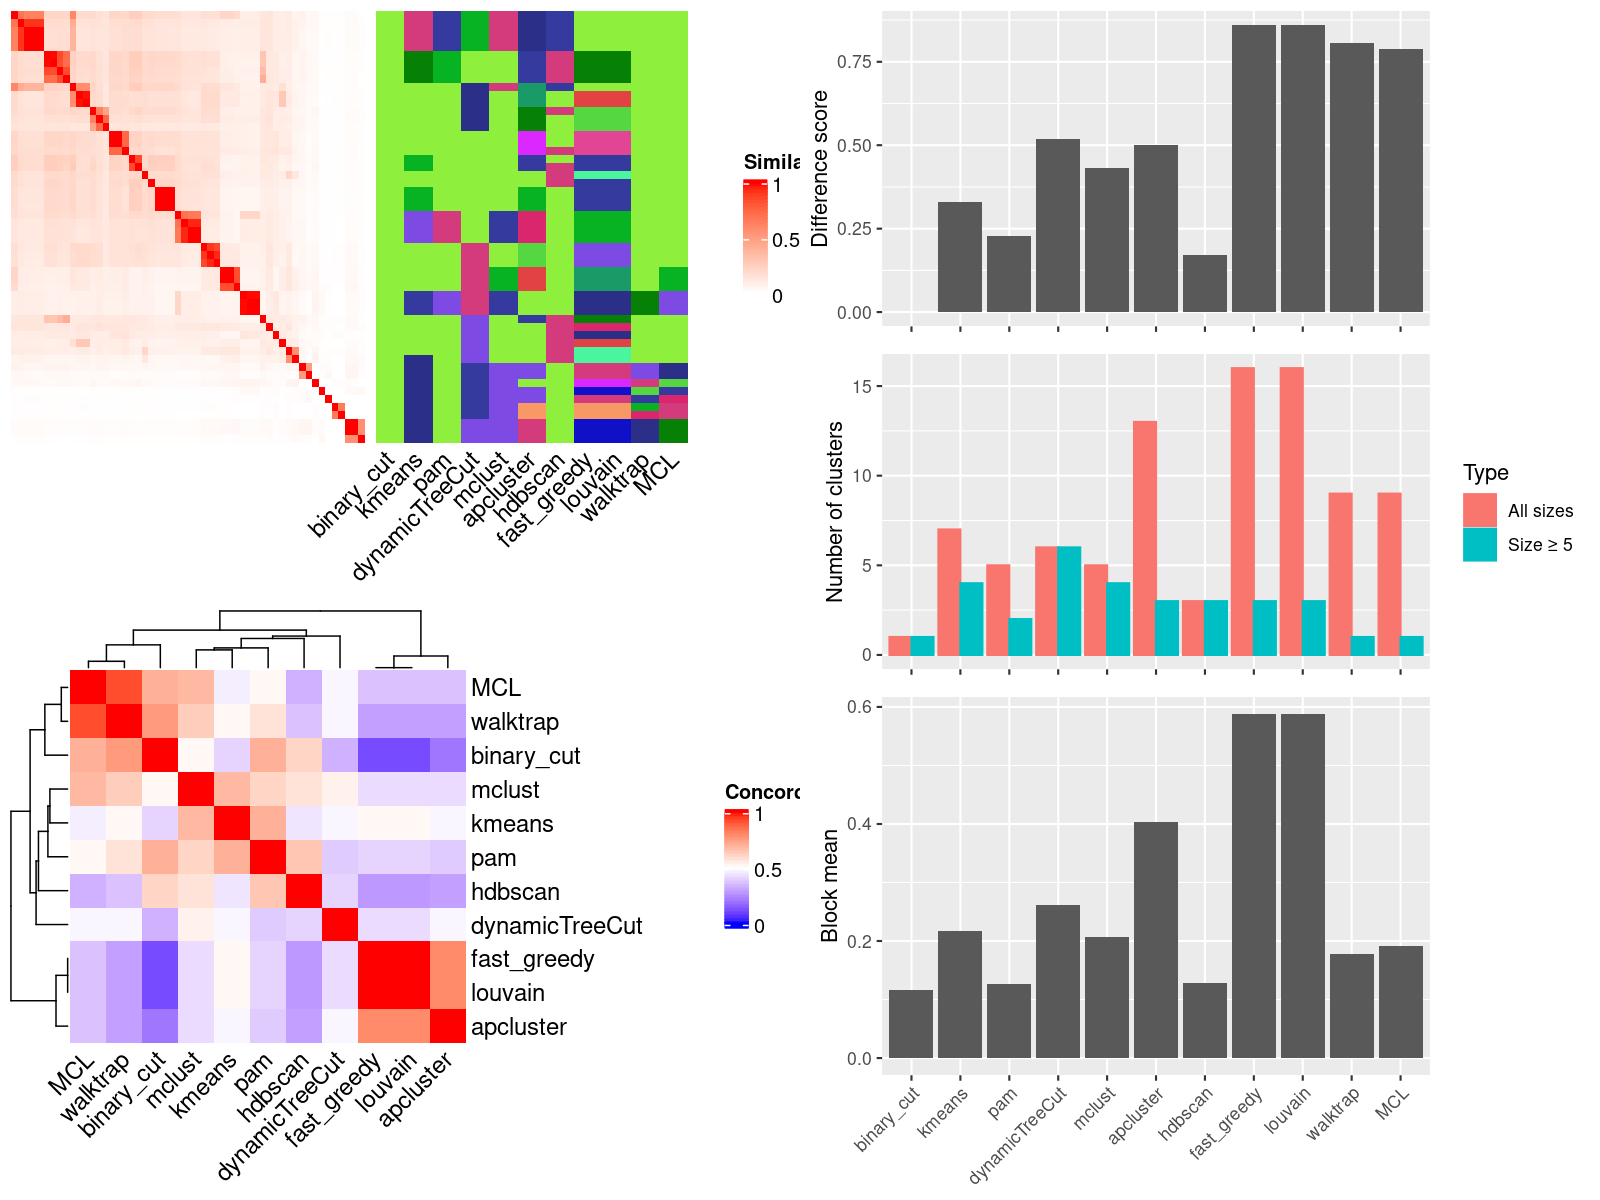 Simila
1
0.5
0
binary_cut
kmeans
pam
dynamicTreeCut
mclust
apcluster
hdbscan
fast_greedy
louvain
walktrap
MCL
MCL
walktrap
binary_cut
mclust
kmeans
pam
hdbscan
dynamicTreeCut
fast_greedy
louvain
apcluster
MCL
walktrap
binary_cut
mclust
kmeans
pam
hdbscan
dynamicTreeCut
fast_greedy
louvain
apcluster
Concord
1
0.5
0
Difference score
0.75
0.50
0.25
0.00
Number of clusters
15
10
5
0
Type
All sizes
Size ≥ 5
Block mean
0.6
0.4
0.2
0.0
binary_cut
kmeans
pam
dynamicTreeCut
mclust
apcluster
hdbscan
fast_greedy
louvain
walktrap
MCL